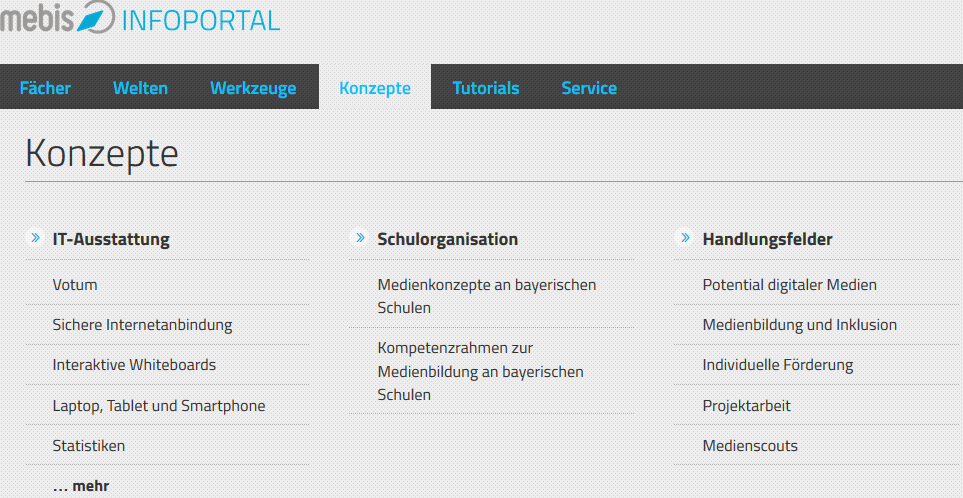 mebis INFOPORTAL
Fächer Welten Werkzeuge Konzepte Tutorials Service
Konzepte
IT-Ausstattung
Votum
Sichere Internetanbindung
Interaktive Whiteboards
Laptop, Tablet und Smartphone
Statistiken
... mehr
Schulorganisation
Medienkonzepte an bayerischen
Schulen
Kompetenzrahmen zur
Medienbildung an bayerischen
Schulen
Handlungsfelder
Potential digitaler Medien
Medienbildung und Inklusion
Individuelle Förderung
Projektarbeit
Medienscouts